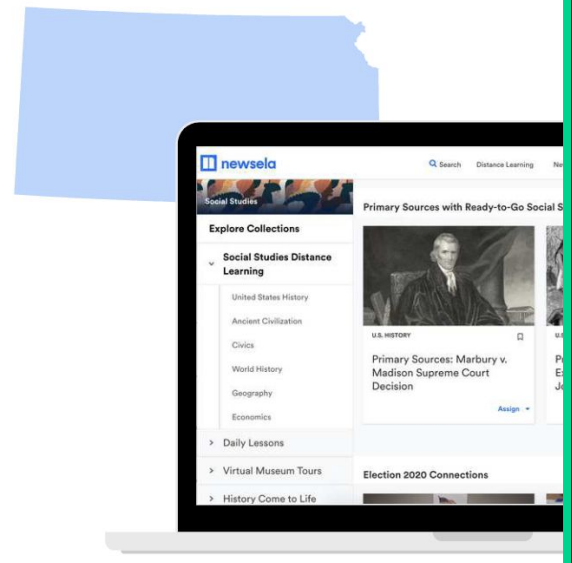 newsela
Search Distance Learning
Social Studies
Explore Collections
Social Studies Distance
Learning
United States History
Ancient Civilization
Civics
World History
Geography
Economics
Daily Lessons
Virtual Museum Tours
History Come to Life
Primary Sources with Ready-to-Go Social S
U.S. HISTORY
Primary Sources: Marbury v.
Madison Supreme Court
Decision
Assign
Election 2020 Connections